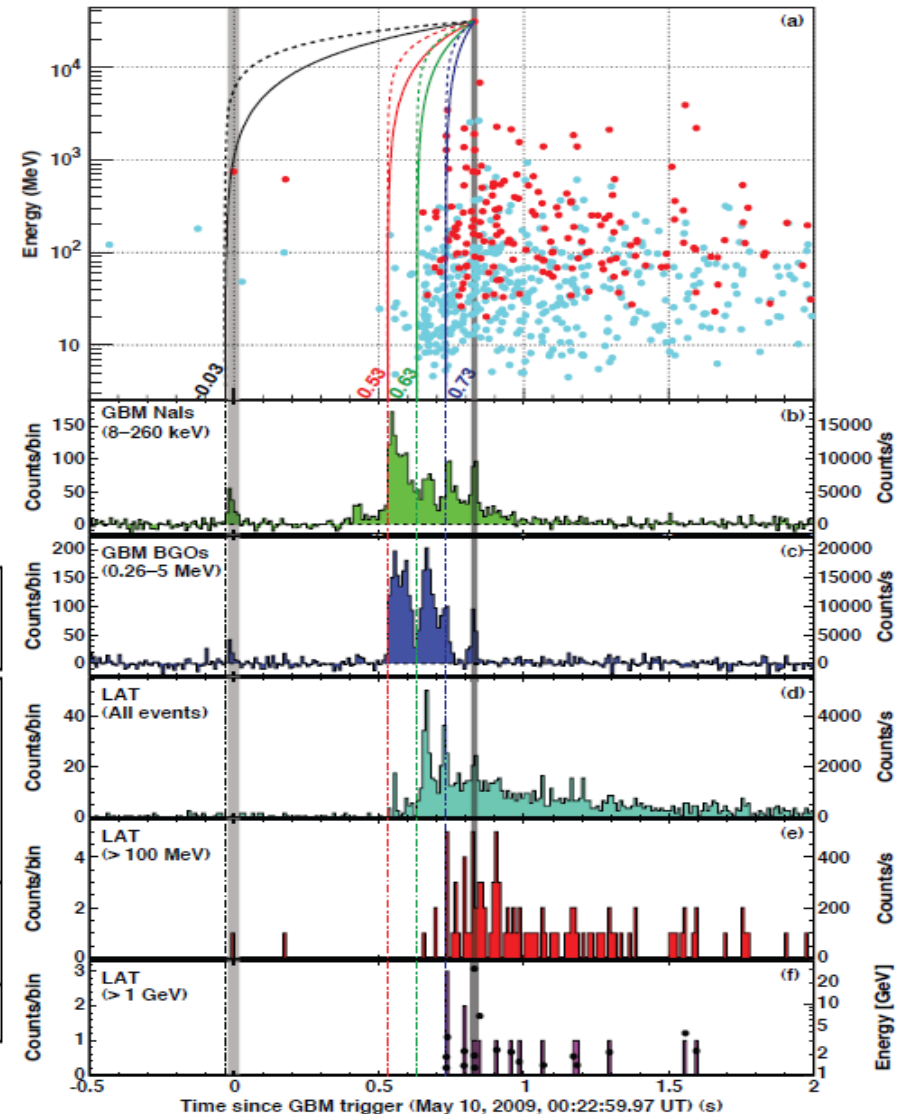 (a)
Energy (MeV)
10⁴
10³
10²
10
-0.03
0.53
0.63
0.73
GBM NaIs
(8–260 keV)
(b)
Counts/bin
150
100
50
0
15000
10000
5000
0
Counts/s
GBM BGOs
(0.26–5 MeV)
(c)
Counts/bin
200
150
100
50
0
20000
15000
10000
5000
0
Counts/s
LAT
(All events)
(d)
Counts/bin
40
20
0
4000
2000
0
Counts/s
LAT
(> 100 MeV)
(e)
Counts/bin
4
2
0
400
200
0
Counts/s
LAT
(> 1 GeV)
(f)
Counts/bin
3
2
1
0
20
10
5
2
1
Energy [GeV]
-0.5 0 0.5 1 1.5 2
Time since GBM trigger (May 10, 2009, 00:22:59.97 UT) (s)